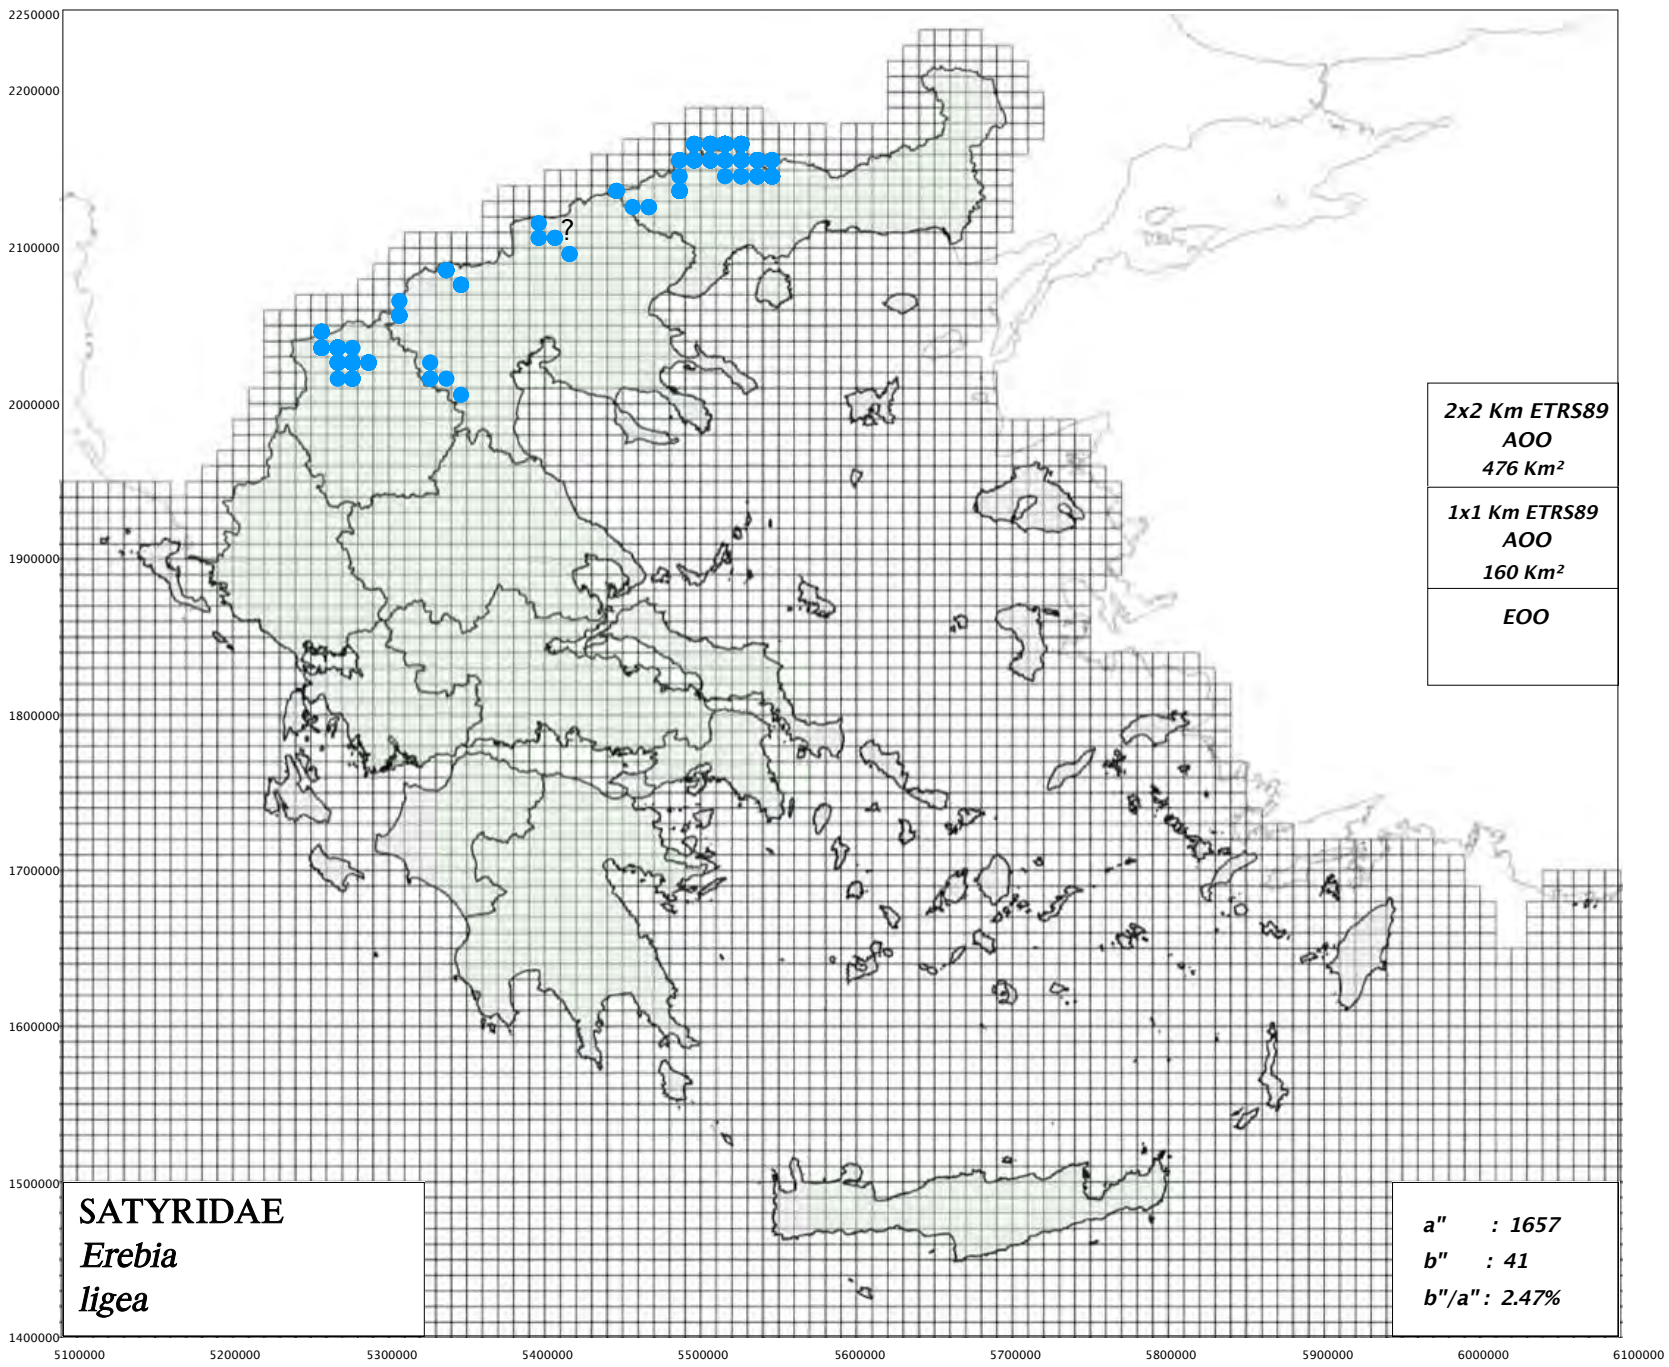 2250000
2200000
2100000
2000000
1900000
1800000
1700000
1600000
1500000
1400000
?
2x2 Km ETRS89
AOO
476 Km²
1x1 Km ETRS89
AOO
160 Km²
EOO
SATYRIDAE
Erebia
ligea
a" : 1657
b" : 41
b"/a" : 2.47%
5100000 5200000 5300000 5400000 5500000 5600000 5700000 5800000 5900000 6000000 6100000